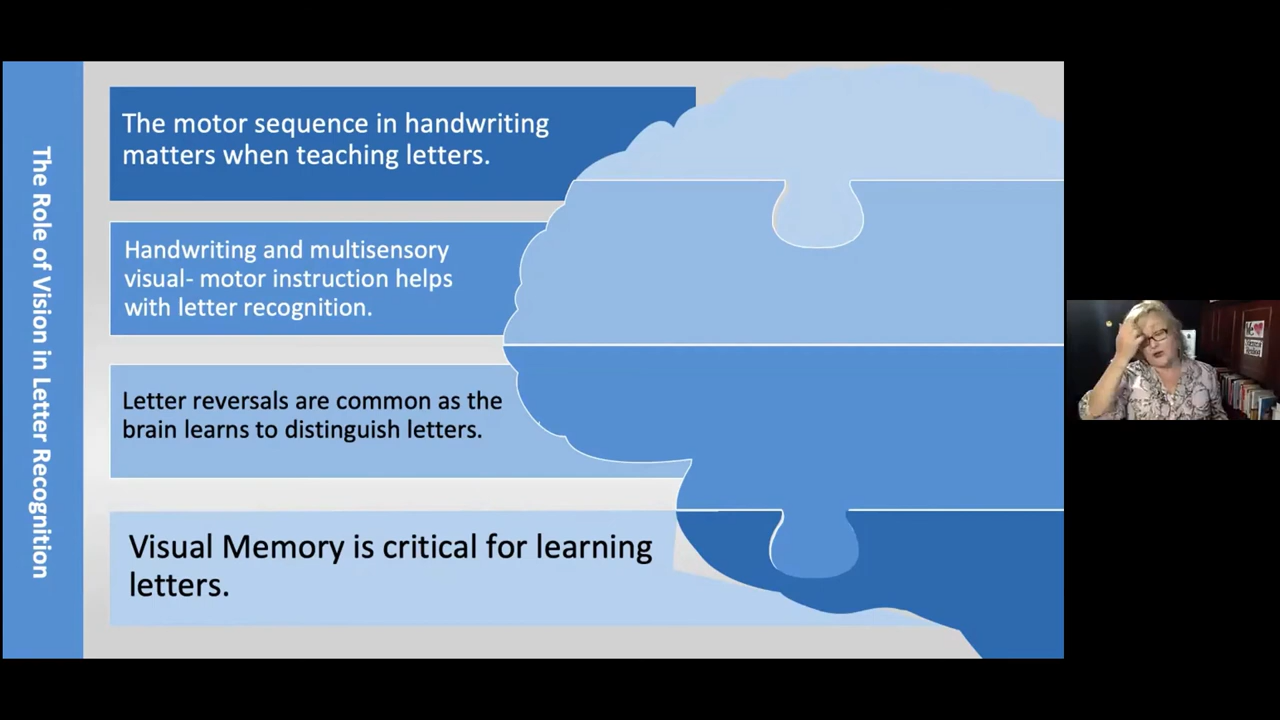 The Role of Vision in Letter Recognition
The motor sequence in handwriting
matters when teaching letters.
Handwriting and multisensory
visual- motor instruction helps
with letter recognition.
Letter reversals are common as the
brain learns to distinguish letters.
Visual Memory is critical for learning
letters.